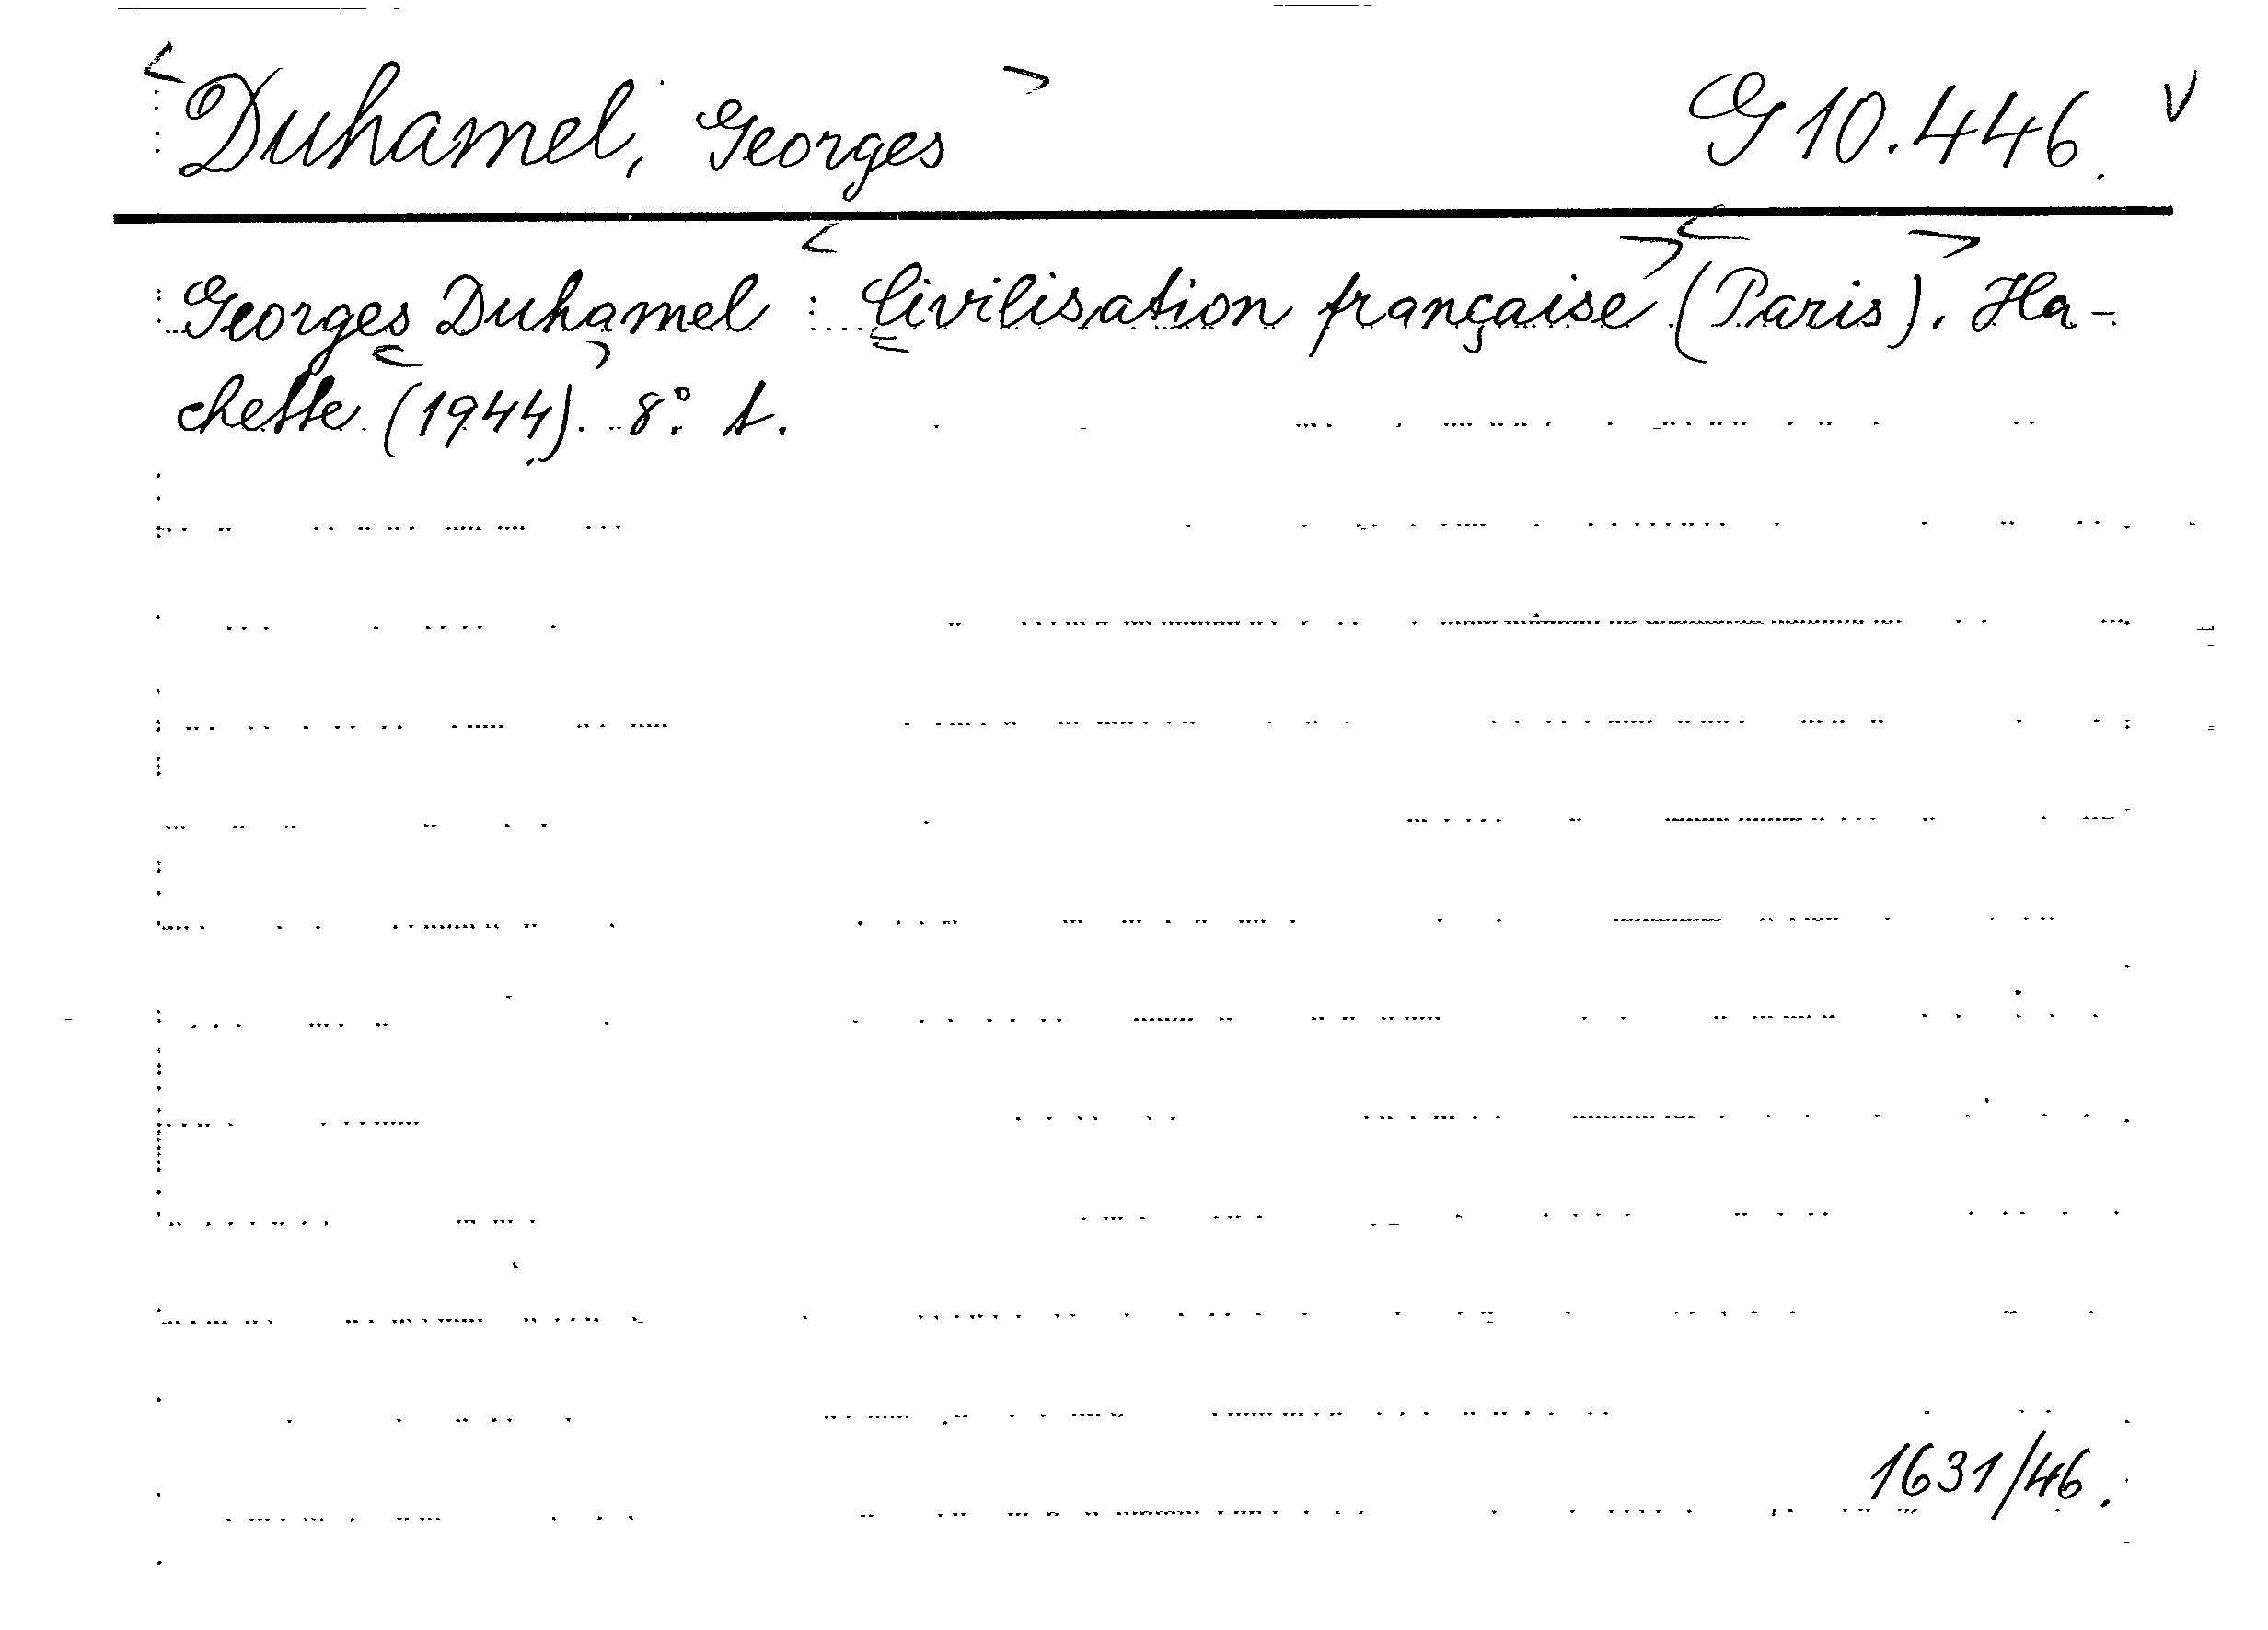 <Duhamel, Georges> G 10.446. v
Georges Duhamel : <Civilisation française> <(Paris)>. Ha-
chette <(1944)>. 8° t.
1631/46.